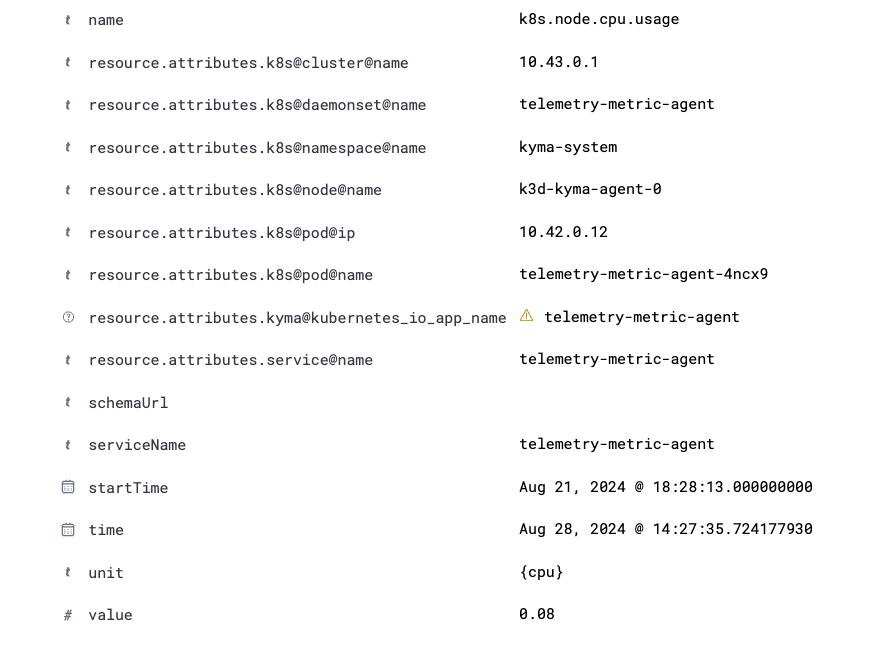 t name k8s.node.cpu.usage
t resource.attributes.k8s@cluster@name 10.43.0.1
t resource.attributes.k8s@daemonset@name telemetry-metric-agent
t resource.attributes.k8s@namespace@name kyma-system
t resource.attributes.k8s@node@name k3d-kyma-agent-0
t resource.attributes.k8s@pod@ip 10.42.0.12
t resource.attributes.k8s@pod@name telemetry-metric-agent-4ncx9
? resource.attributes.kyma@kubernetes_io_app_name telemetry-metric-agent
t resource.attributes.service@name telemetry-metric-agent
t schemaUrl
t serviceName telemetry-metric-agent
startTime Aug 21, 2024 @ 18:28:13.000000000
time Aug 28, 2024 @ 14:27:35.724177930
t unit {cpu}
# value 0.08